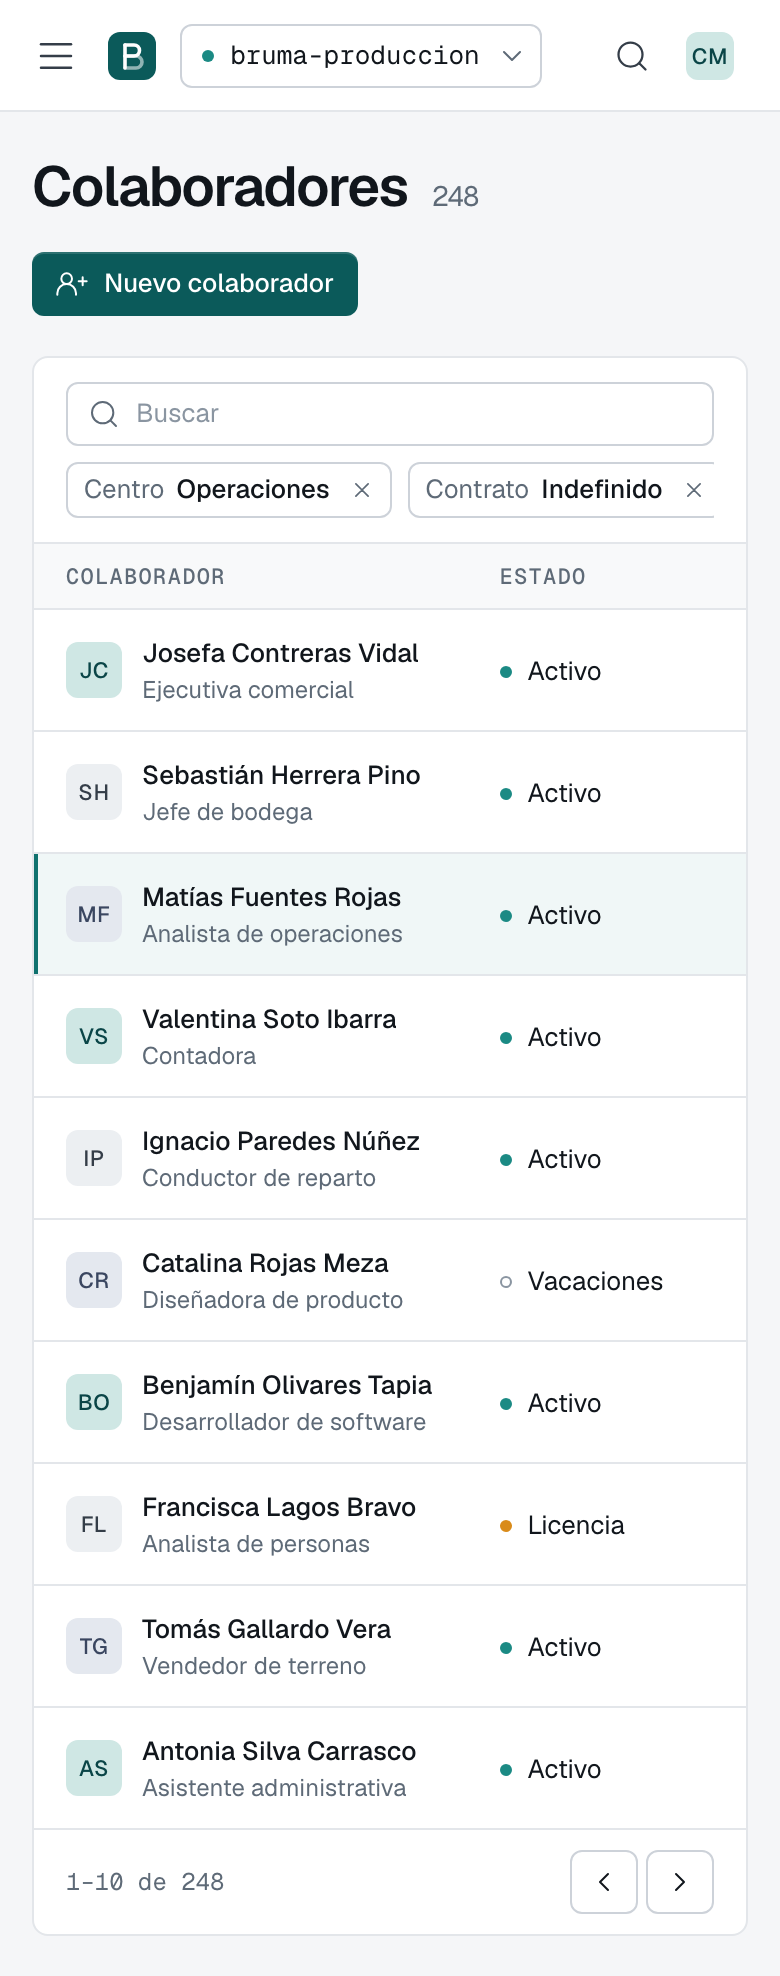 B bruma-produccion CM
Colaboradores 248
Nuevo colaborador
Buscar
Centro Operaciones Contrato Indefinido
COLABORADOR ESTADO
JC Josefa Contreras Vidal
Ejecutiva comercial
Activo
SH Sebastián Herrera Pino
Jefe de bodega
Activo
MF Matías Fuentes Rojas
Analista de operaciones
Activo
VS Valentina Soto Ibarra
Contadora
Activo
IP Ignacio Paredes Núñez
Conductor de reparto
Activo
CR Catalina Rojas Meza
Diseñadora de producto
Vacaciones
BO Benjamín Olivares Tapia
Desarrollador de software
Activo
FL Francisca Lagos Bravo
Analista de personas
Licencia
TG Tomás Gallardo Vera
Vendedor de terreno
Activo
AS Antonia Silva Carrasco
Asistente administrativa
Activo
1–10 de 248